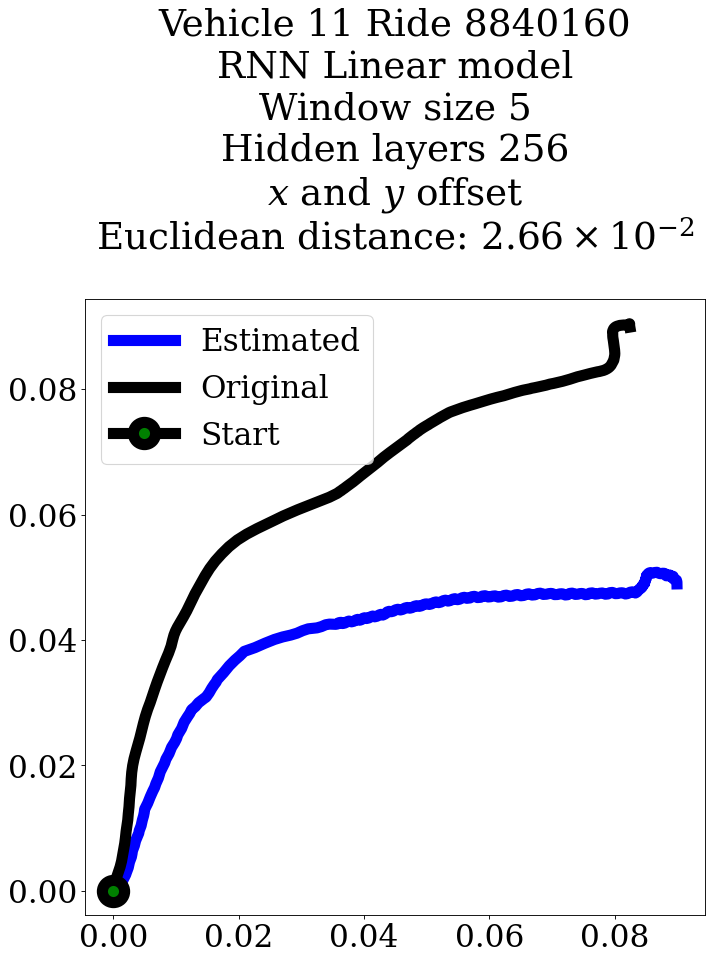 Vehicle 11 Ride 8840160
RNN Linear model
Window size 5
Hidden layers 256
x and y offset
Euclidean distance: 2.66 × 10⁻²
Estimated
Original
Start
0.08
0.06
0.04
0.02
0.00
0.00 0.02 0.04 0.06 0.08